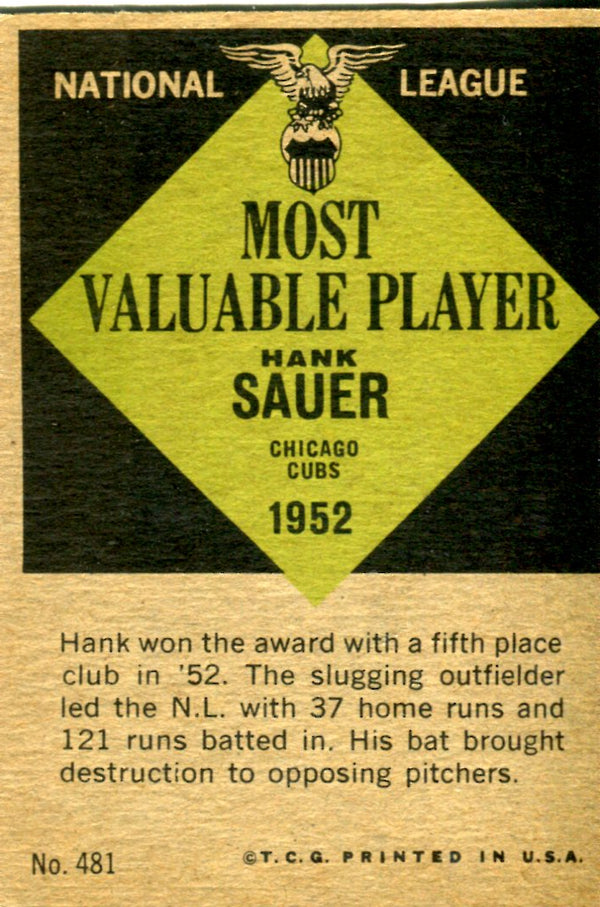 NATIONAL LEAGUE
MOST
VALUABLE PLAYER
HANK
SAUER
CHICAGO
CUBS
1952
Hank won the award with a fifth place
club in '52. The slugging outfielder
led the N.L. with 37 home runs and
121 runs batted in. His bat brought
destruction to opposing pitchers.
No. 481
©T.C.G. PRINTED IN U.S.A.